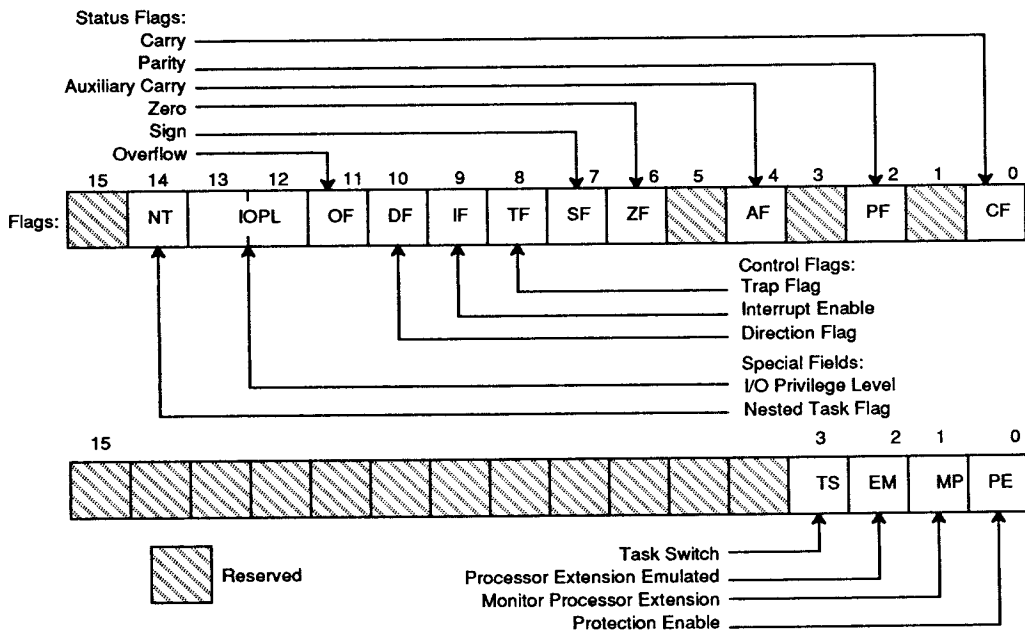 Status Flags:
Carry
Parity
Auxiliary Carry
Zero
Sign
Overflow
15 14 13 12 11 10 9 8 7 6 5 4 3 2 1 0
Flags: NT IOPL OF DF IF TF SF ZF AF PF CF
Control Flags:
Trap Flag
Interrupt Enable
Direction Flag
Special Fields:
I/O Privilege Level
Nested Task Flag
15 3 2 1 0
TS EM MP PE
Reserved
Task Switch
Processor Extension Emulated
Monitor Processor Extension
Protection Enable